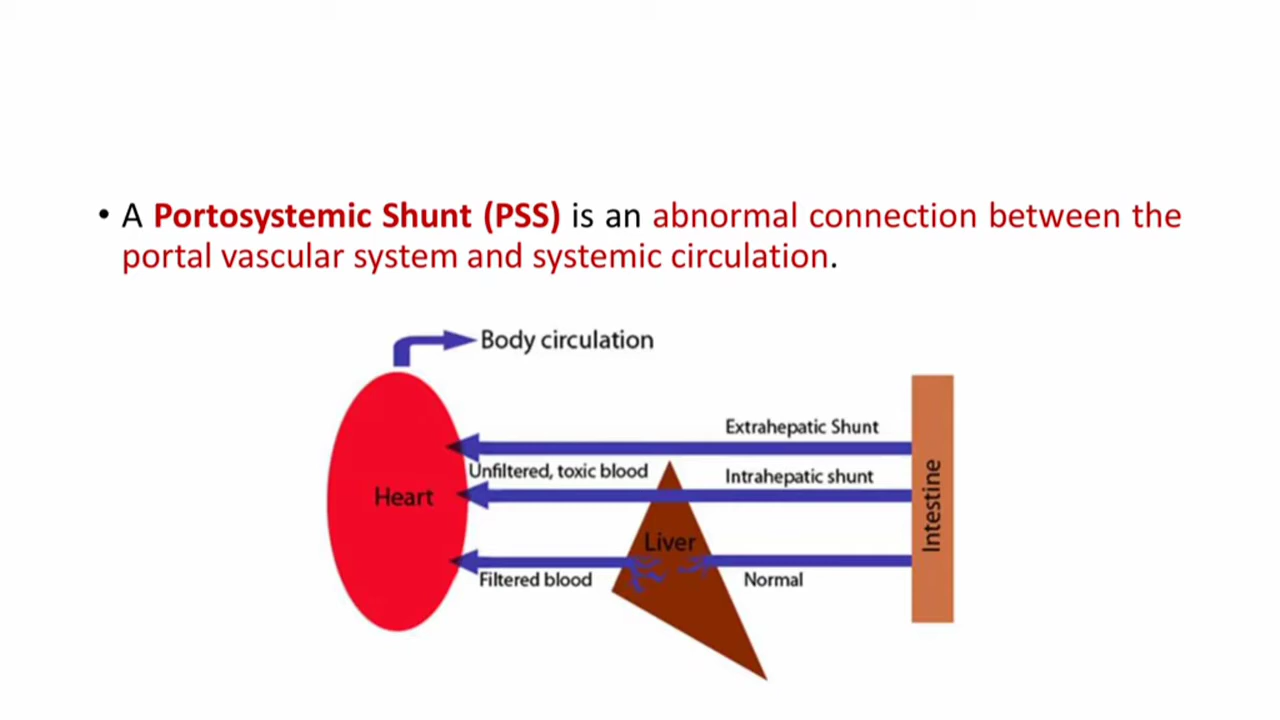 • A Portosystemic Shunt (PSS) is an abnormal connection between the
portal vascular system and systemic circulation.
Body circulation
Extrahepatic Shunt
Unfiltered, toxic blood
Intrahepatic shunt
Heart
Intestine
Liver
Filtered blood
Normal